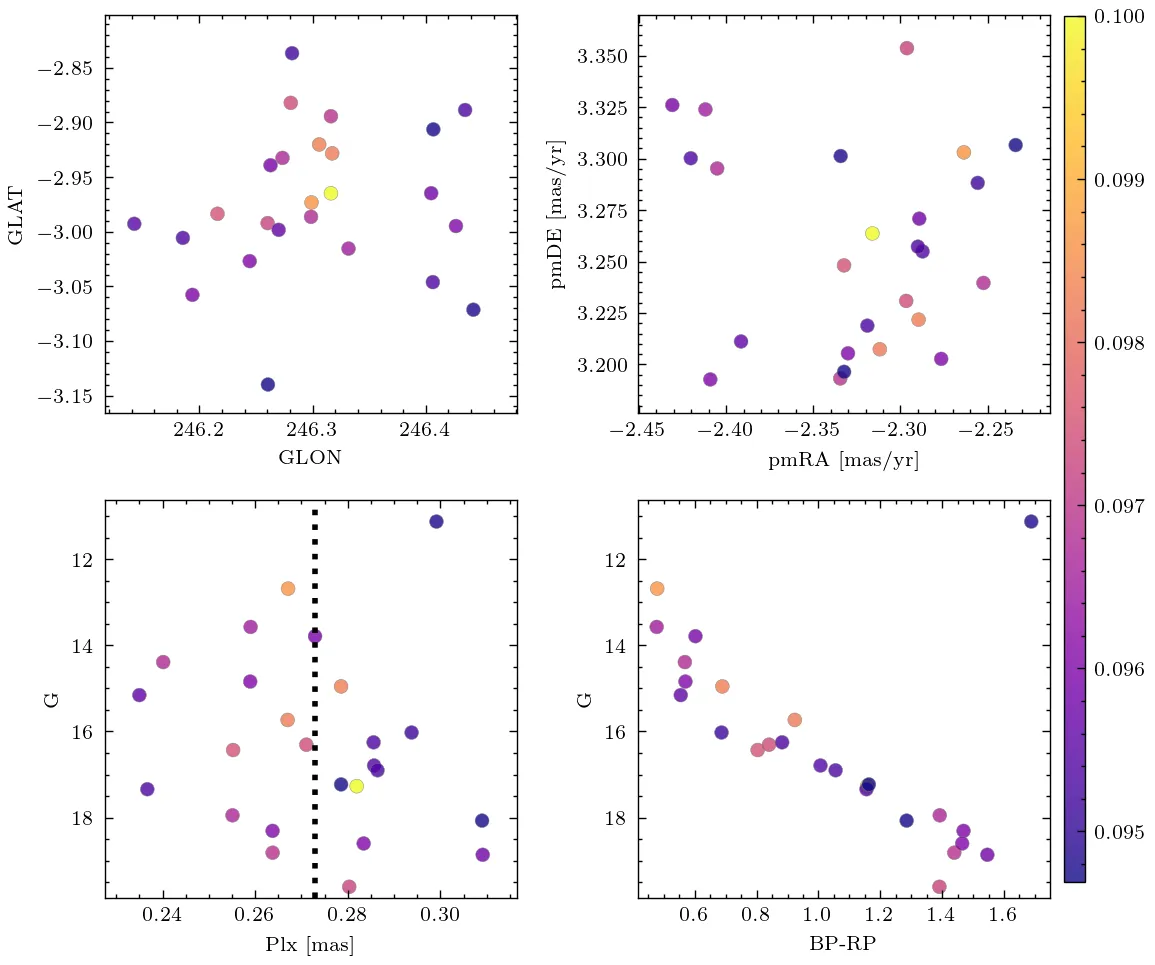 −2.85
−2.90
−2.95
−3.00
−3.05
−3.10
−3.15
GLAT
246.2 246.3 246.4
GLON
3.350
3.325
3.300
3.275
3.250
3.225
3.200
pmDE [mas/yr]
−2.45 −2.40 −2.35 −2.30 −2.25
pmRA [mas/yr]
12
14
16
18
G
0.24 0.26 0.28 0.30
Plx [mas]
12
14
16
18
G
0.6 0.8 1.0 1.2 1.4 1.6
BP-RP
0.100
0.099
0.098
0.097
0.096
0.095